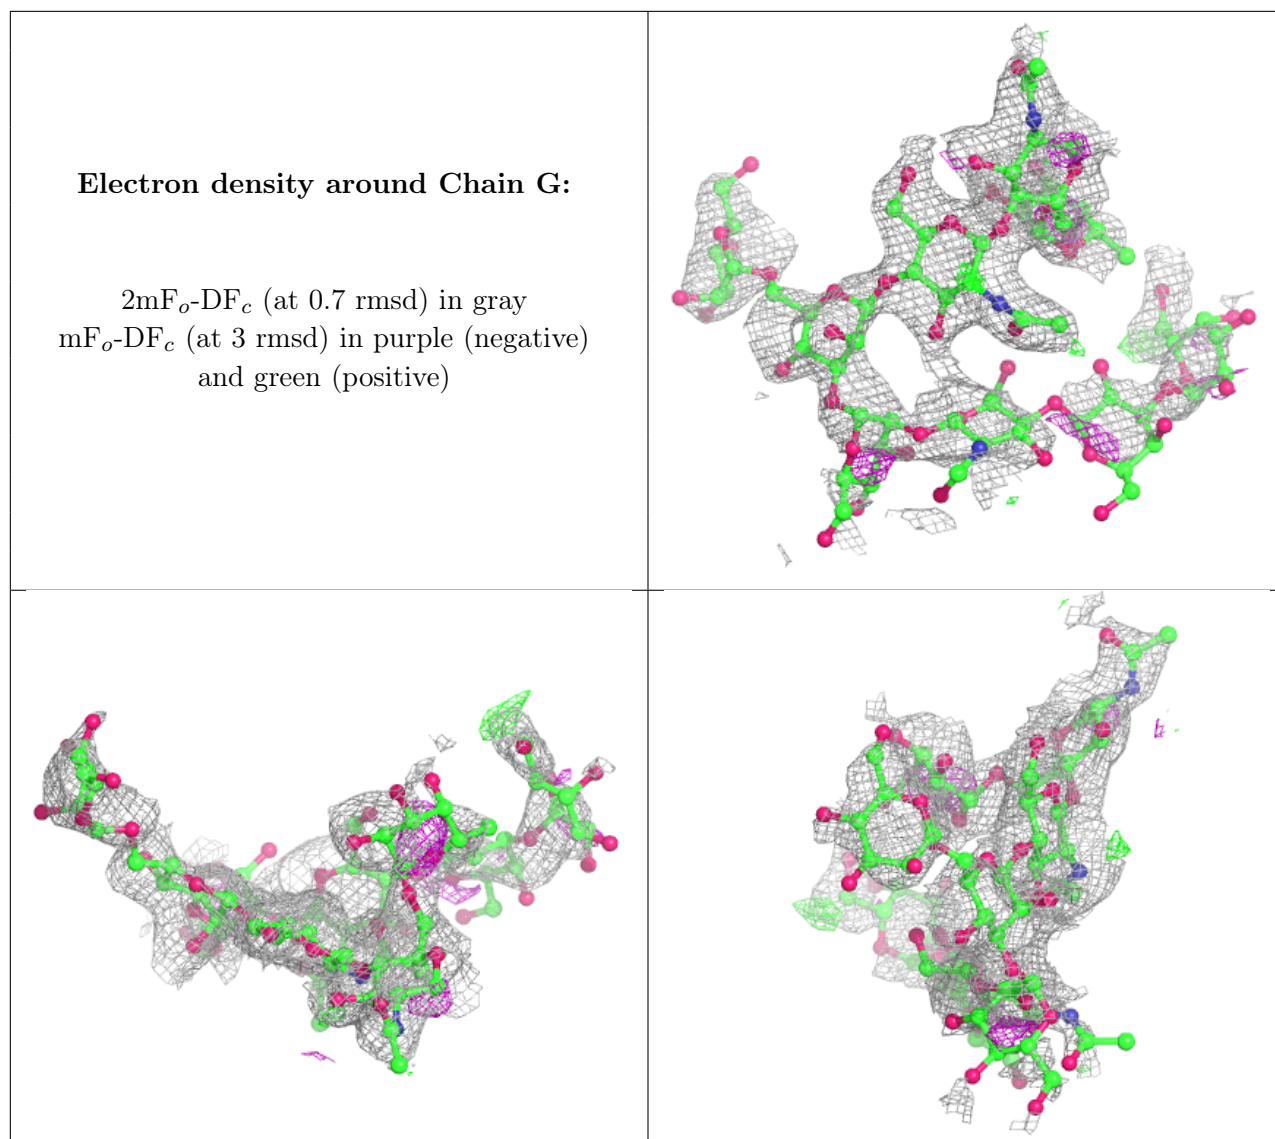 Electron density around Chain G:
2mFo-DFc (at 0.7 rmsd) in gray
mFo-DFc (at 3 rmsd) in purple (negative)
and green (positive)